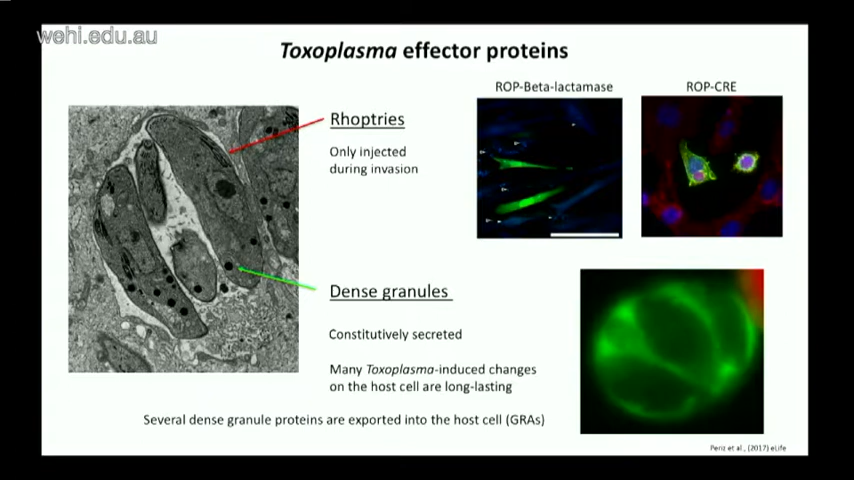 wehi.edu.au
Toxoplasma effector proteins
ROP-Beta-lactamase
ROP-CRE
Rhoptries
Only injected
during invasion
Dense granules
Constitutively secreted
Many Toxoplasma-induced changes
on the host cell are long-lasting
Several dense granule proteins are exported into the host cell (GRAs)
Periz et al., (2017) eLife